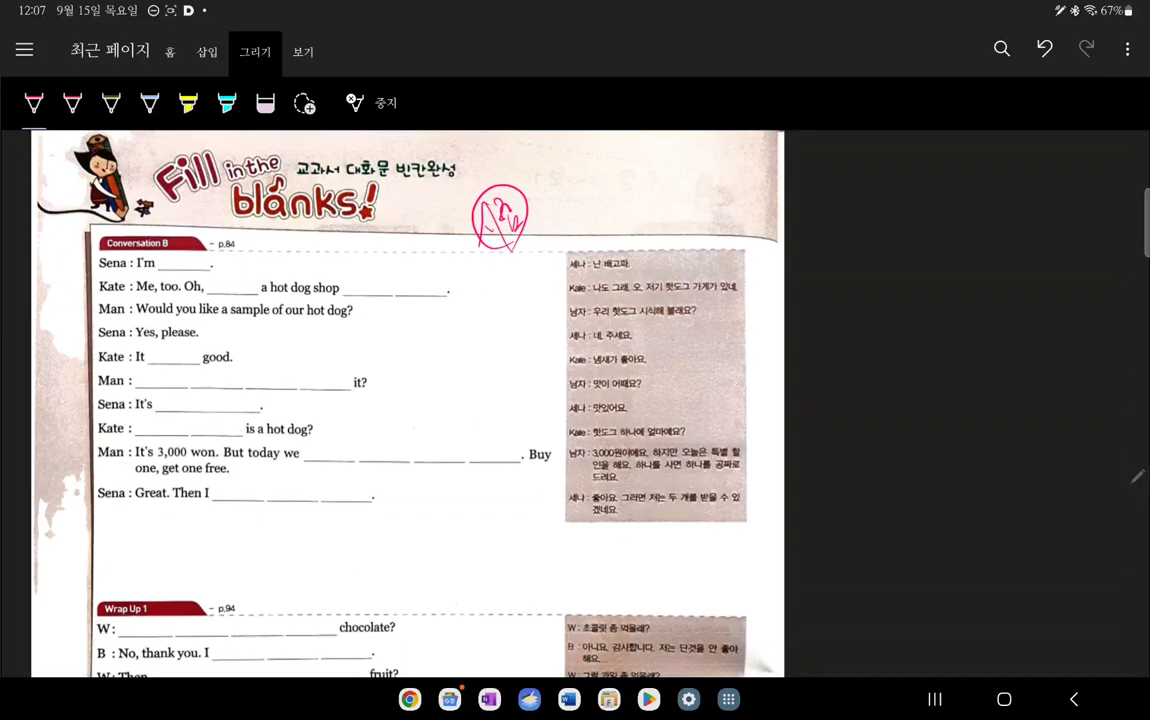 12:07 9월 15일 목요일 D 67%
최근 페이지 홈 삽입 그리기 보기
중지
Fill in the blanks! 교과서 대화문 빈칸완성
Conversation B - p.84
Sena : I'm ________.
Kate : Me, too. Oh, ________ a hot dog shop ________ ________.
Man : Would you like a sample of our hot dog?
Sena : Yes, please.
Kate : It ________ good.
Man : ________ ________ ________ ________ it?
Sena : It's ________________.
Kate : ________ ________ is a hot dog?
Man : It's 3,000 won. But today we ________ ________ ________ ________. Buy
one, get one free.
Sena : Great. Then I ________ ________ ________.
세나 : 난 배고파.
Kate : 나도 그래. 오, 저기 핫도그 가게가 있네.
남자 : 우리 핫도그 시식해 볼래요?
세나 : 네, 주세요.
Kate : 냄새가 좋아요.
남자 : 맛이 어때요?
세나 : 맛있어요.
Kate : 핫도그 하나에 얼마예요?
남자 : 3,000원이에요. 하지만 오늘은 특별 할
인을 해요. 하나를 사면 하나를 공짜로
드려요.
세나 : 좋아요. 그러면 저는 두 개를 받을 수 있
겠네요.
Wrap Up 1 - p.94
W : ________ ________ ________ ________ chocolate?
B : No, thank you. I ________ ________ ________.
W : Then ________ fruit?
W : 초콜릿 좀 먹을래?
B : 아니요, 감사합니다. 저는 단것을 안 좋아
해요.
W : 그럼 과일 좀 먹을래?